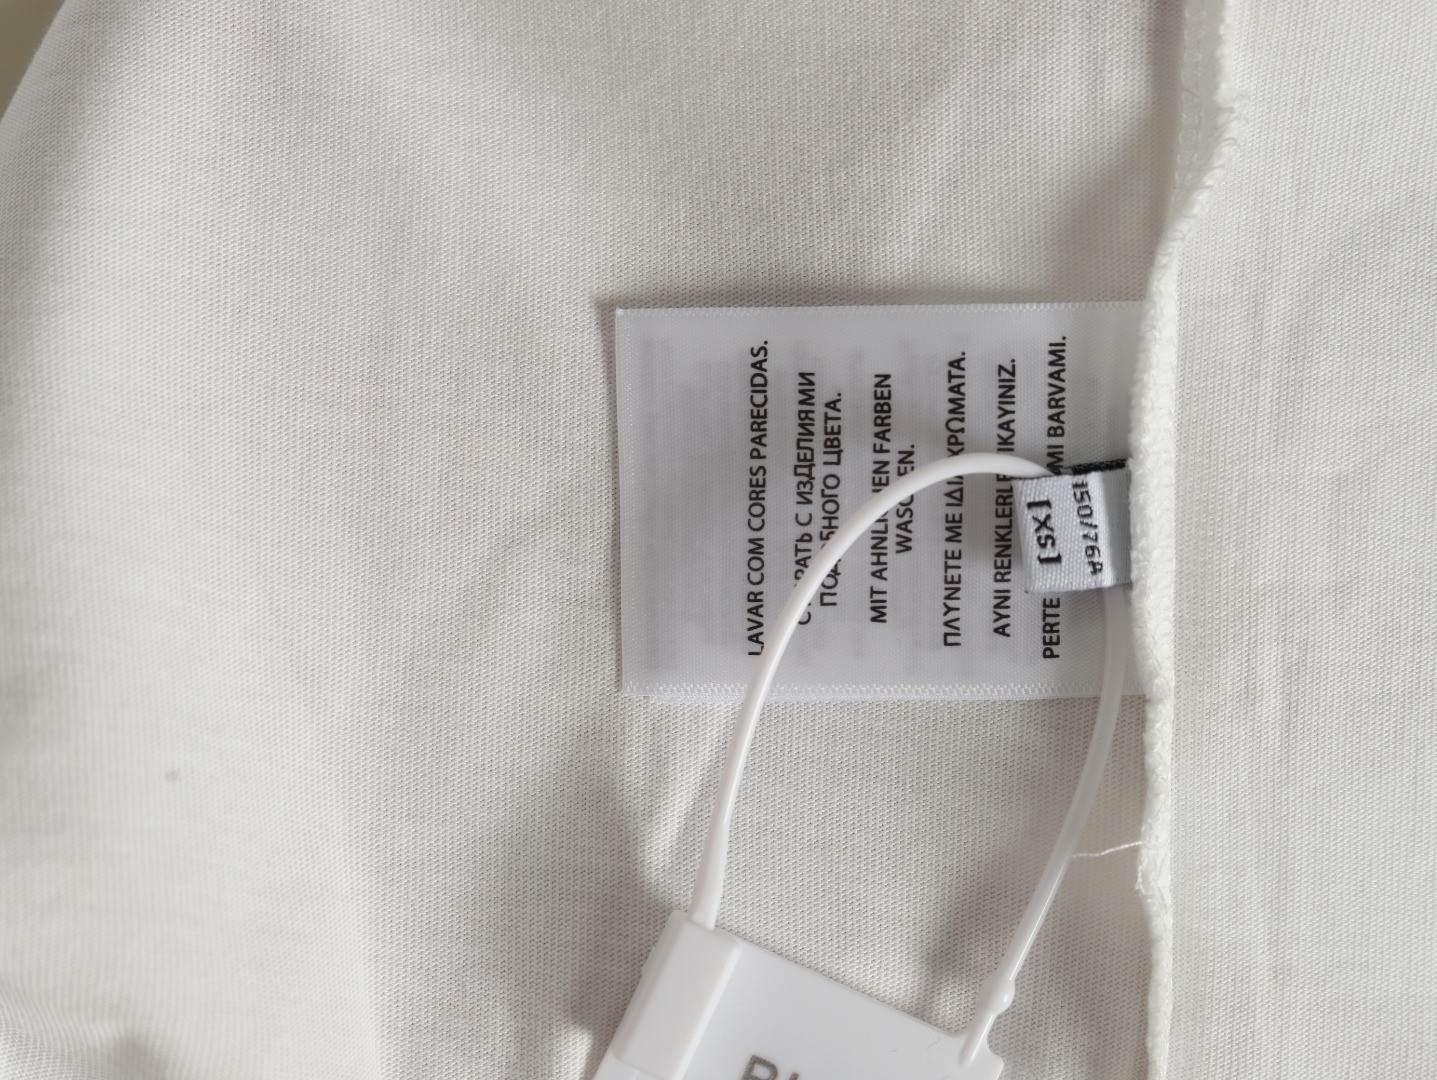 LAVAR COM CORES PARECIDAS.
С ИЗДЕЛИЯМИ
ЦВЕТА.
MIT FARBEN
ΠΛΥΝΕΤΕ ΜΕ ΧΡΩΜΑΤΑ.
AYNI
BARVAMI.
[XS]
150/76A